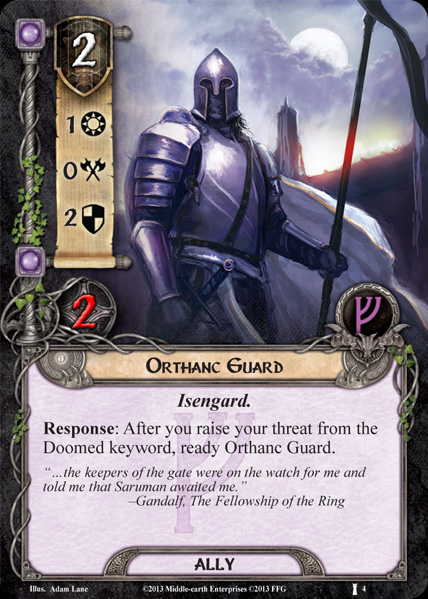 2
1
0
2
2
Orthanc Guard
Isengard.
Response: After you raise your threat from the
Doomed keyword, ready Orthanc Guard.
“...the keepers of the gate were on the watch for me and
told me that Saruman awaited me.”
–Gandalf, The Fellowship of the Ring
ALLY
Illus. Adam Lane ©2013 Middle-earth Enterprises ©2013 FFG 4